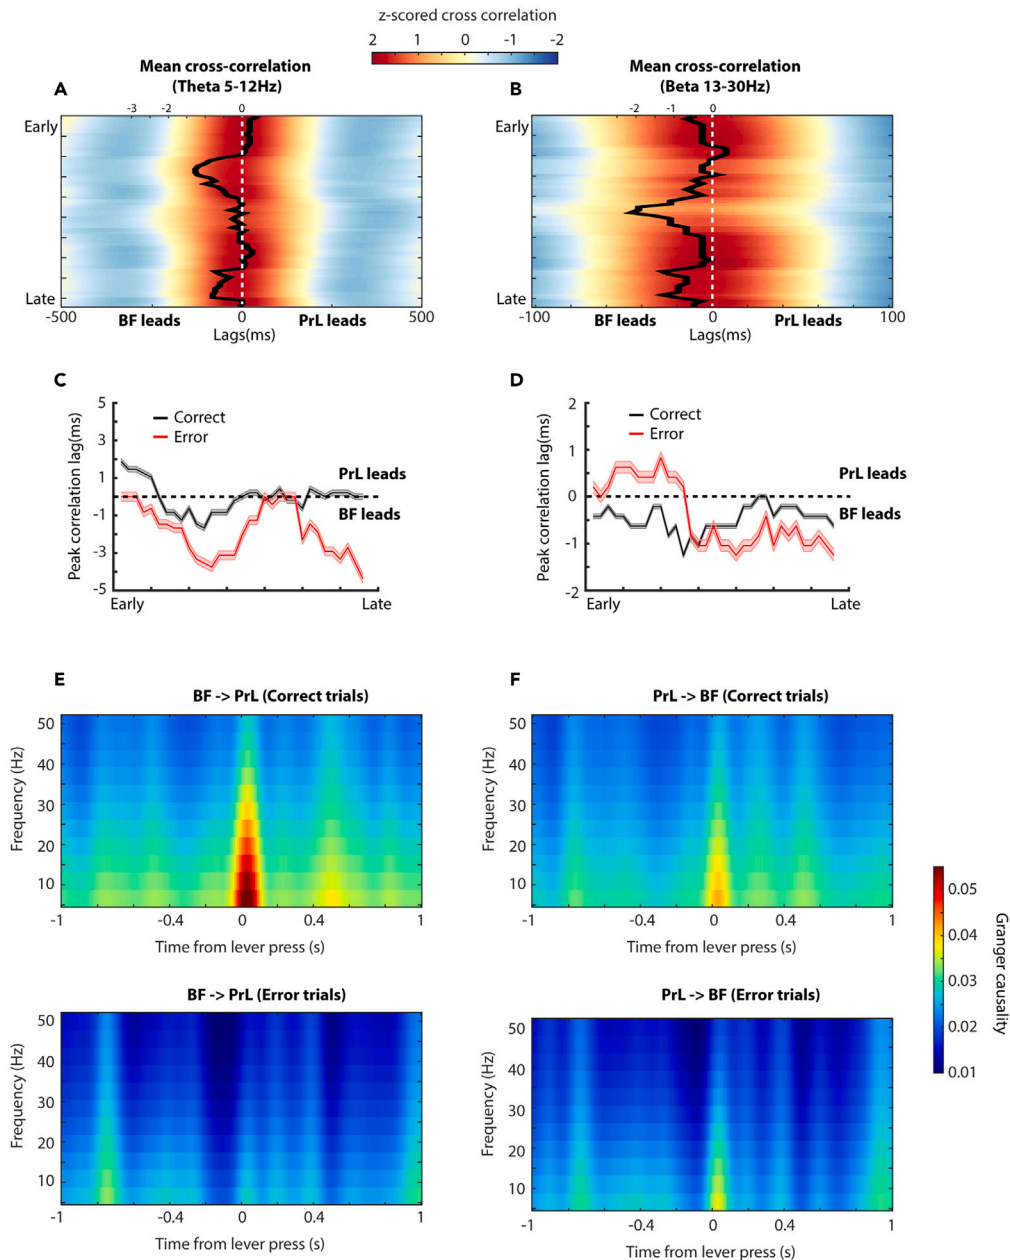 z-scored cross correlation
2 1 0 -1 -2
A
Mean cross-correlation
(Theta 5-12Hz)
-3 -2 0
Early
Late
-500 0 500
BF leads PrL leads
Lags(ms)
B
Mean cross-correlation
(Beta 13-30Hz)
-2 -1 0
Early
Late
-100 0 100
BF leads PrL leads
Lags(ms)
C
Peak correlation lag(ms)
5
3
1
-1
-3
-5
Correct
Error
PrL leads
BF leads
Early Late
D
Peak correlation lag(ms)
2
1
0
-1
-2
Correct
Error
PrL leads
BF leads
Early Late
E
BF -> PrL (Correct trials)
Frequency (Hz)
50
40
30
20
10
-1 -0.4 0 0.4 1
Time from lever press (s)
F
PrL -> BF (Correct trials)
Frequency (Hz)
50
40
30
20
10
-1 -0.4 0 0.4 1
Time from lever press (s)
BF -> PrL (Error trials)
Frequency (Hz)
50
40
30
20
10
-1 -0.4 0 0.4 1
Time from lever press (s)
PrL -> BF (Error trials)
Frequency (Hz)
50
40
30
20
10
-1 -0.4 0 0.4 1
Time from lever press (s)
0.05
0.04
0.03
0.02
0.01
Granger causality